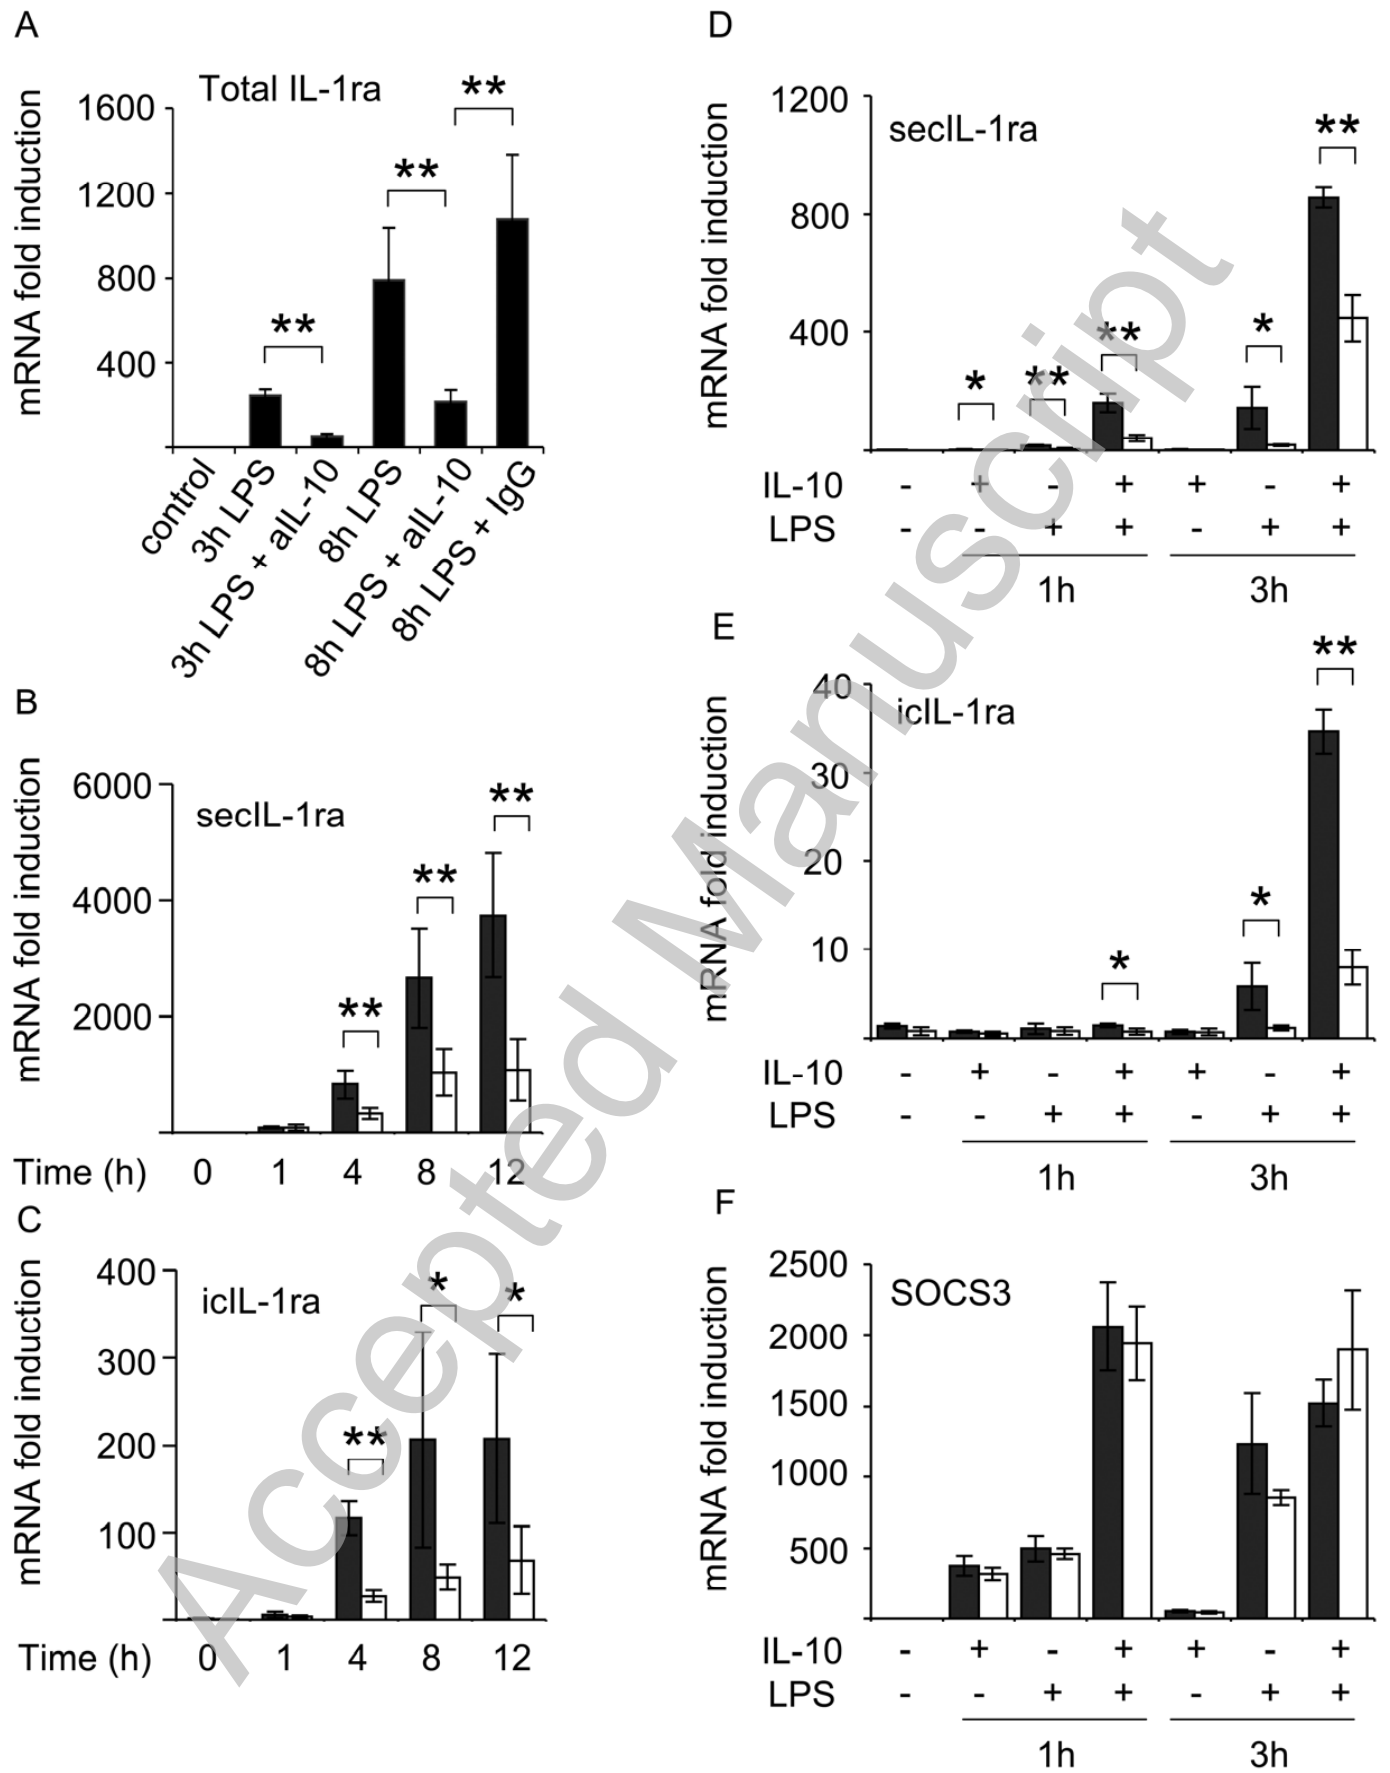 A
Total IL-1ra
mRNA fold induction
1600
1200
800
400
**
**
**
control
3h LPS
3h LPS + aIL-10
8h LPS
8h LPS + aIL-10
8h LPS + IgG
B
secIL-1ra
mRNA fold induction
6000
4000
2000
**
**
**
Time (h) 0 1 4 8 12
C
icIL-1ra
mRNA fold induction
400
300
200
100
**
*
*
Time (h) 0 1 4 8 12
D
secIL-1ra
mRNA fold induction
1200
800
400
*
**
**
*
**
IL-10 - + - + + - +
LPS - - + + - + +
1h 3h
E
icIL-1ra
mRNA fold induction
40
30
20
10
*
*
**
IL-10 - + - + + - +
LPS - - + + - + +
1h 3h
F
SOCS3
mRNA fold induction
2500
2000
1500
1000
500
IL-10 - + - + + - +
LPS - - + + - + +
1h 3h
Accepted Manuscript